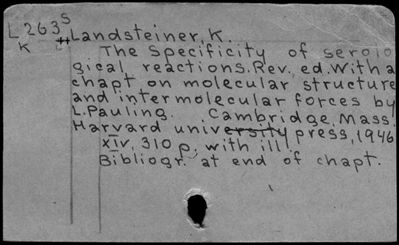 L263S
K
Landsteiner, K.
The specificity of serolo
gical reactions. Rev. ed. With a
chapt on molecular structure
and intermolecular forces by
L. Pauling. Cambridge, Mass.
Harvard university press, 1946
XIV, 310 p. with ill.
Bibliogr. at end of chapt.